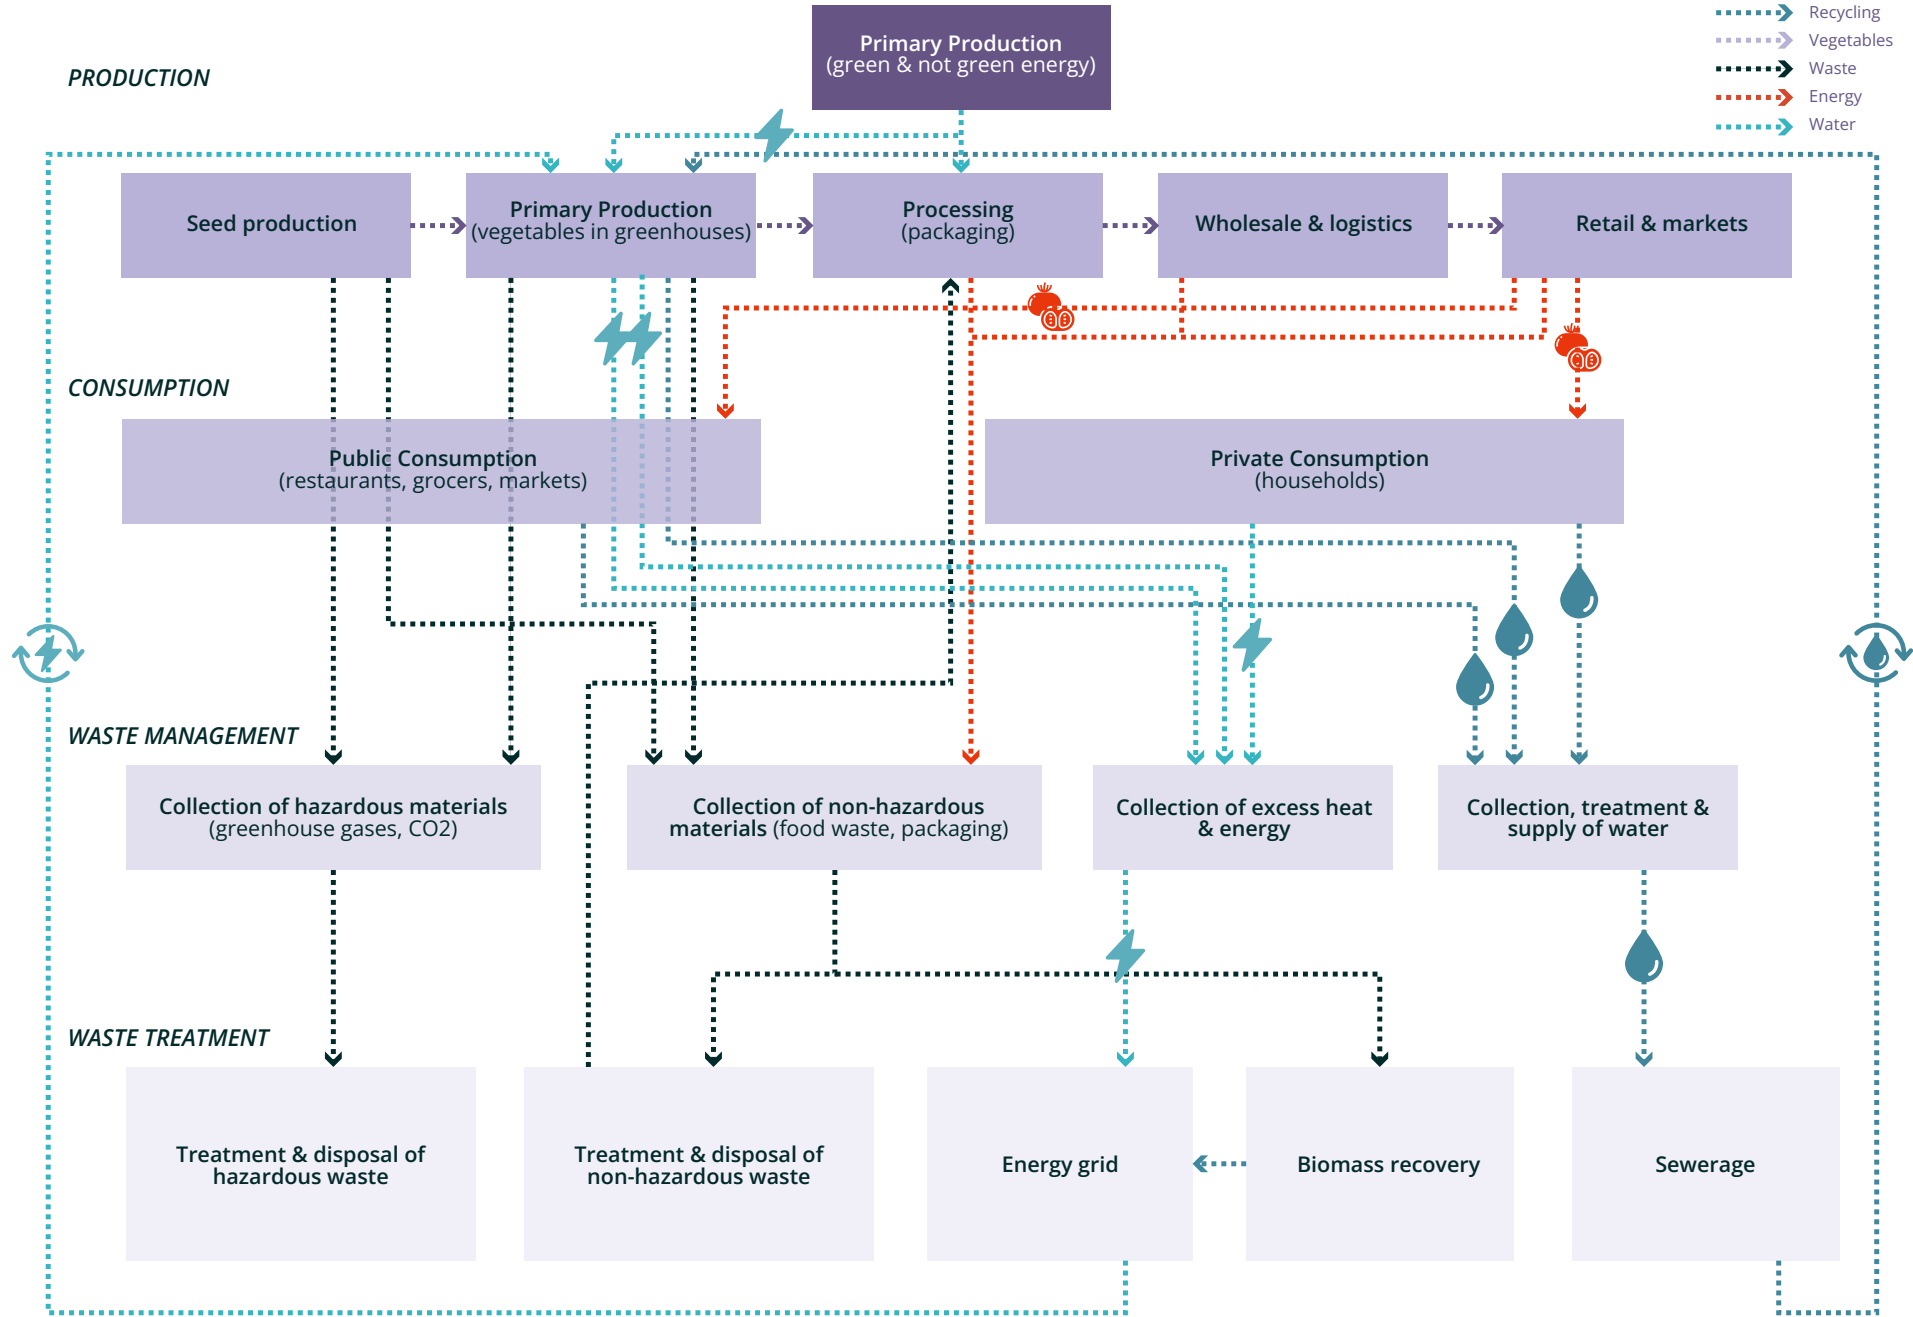 Primary Production
(green & not green energy)
Recycling
Vegetables
Waste
Energy
Water
PRODUCTION
Seed production
Primary Production
(vegetables in greenhouses)
Processing
(packaging)
Wholesale & logistics
Retail & markets
CONSUMPTION
Public Consumption
(restaurants, grocers, markets)
Private Consumption
(households)
WASTE MANAGEMENT
Collection of hazardous materials
(greenhouse gases, CO2)
Collection of non-hazardous
materials (food waste, packaging)
Collection of excess heat
& energy
Collection, treatment &
supply of water
WASTE TREATMENT
Treatment & disposal of
hazardous waste
Treatment & disposal of
non-hazardous waste
Energy grid
Biomass recovery
Sewerage